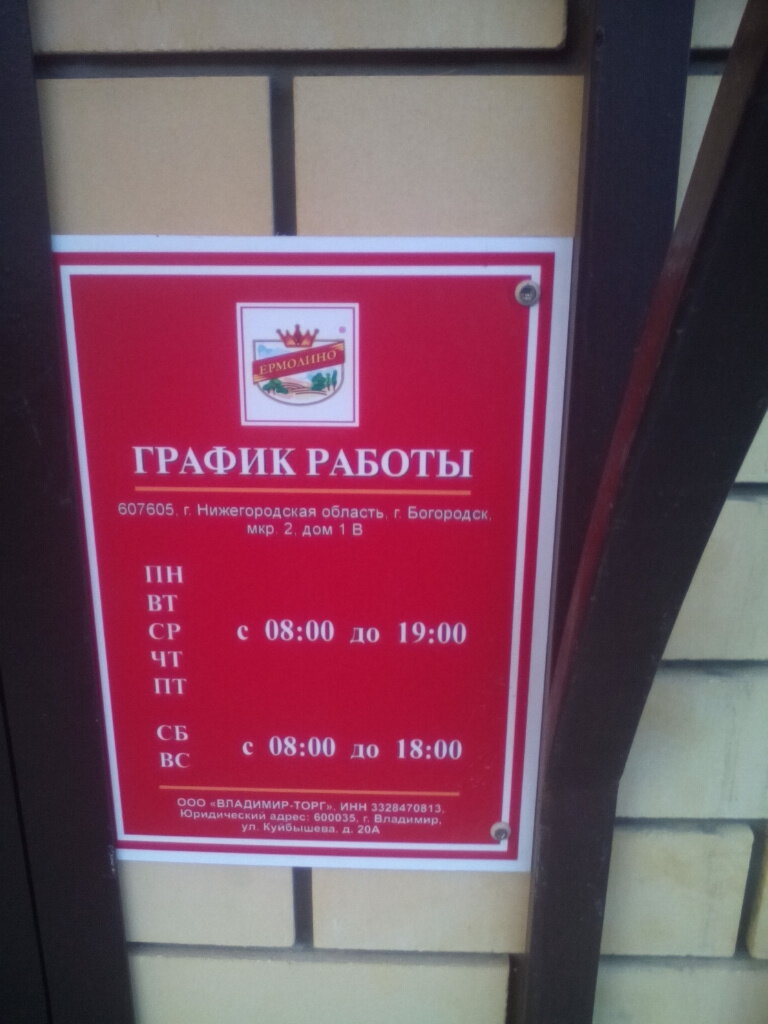 ЕРМОЛИНО
ГРАФИК РАБОТЫ
607605, г. Нижегородская область, г. Богородск,
мкр. 2, дом 1 В
ПН
ВТ
СР с 08:00 до 19:00
ЧТ
ПТ
СБ
ВС с 08:00 до 18:00
ООО «ВЛАДИМИР-ТОРГ», ИНН 3328470813,
Юридический адрес: 600035, г. Владимир,
ул. Куйбышева, д. 20А